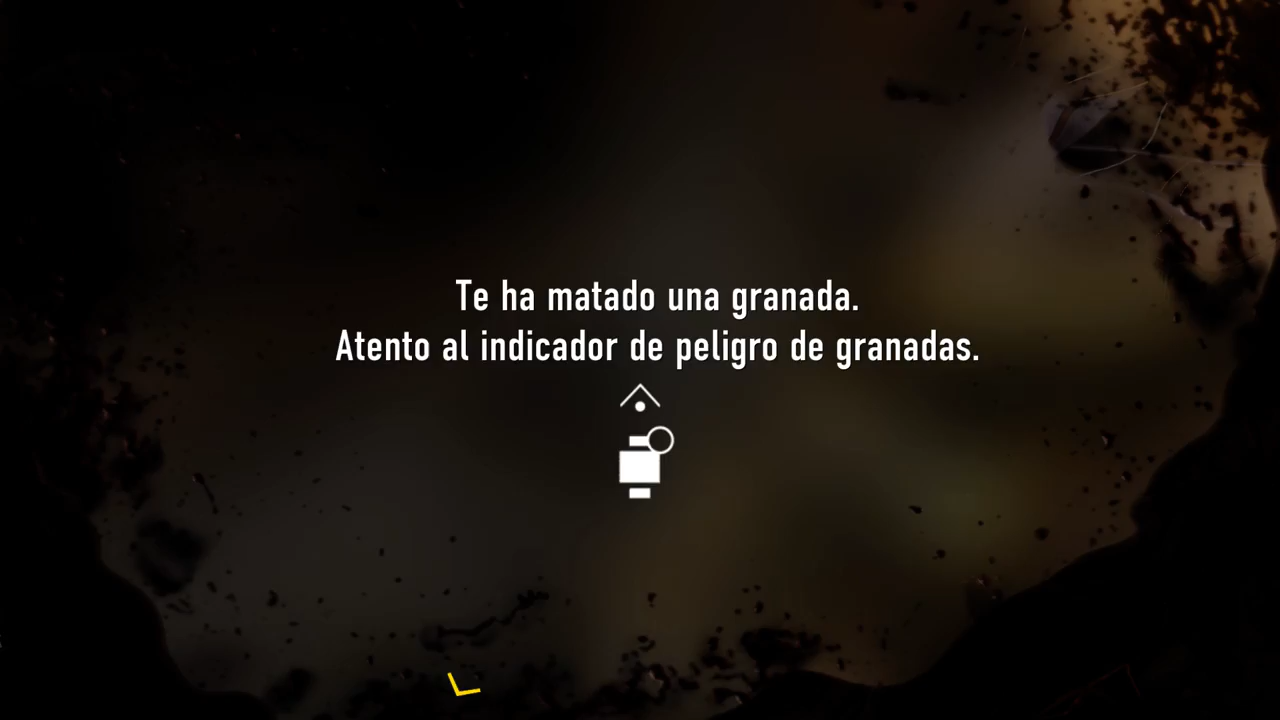 Te ha matado una granada.
Atento al indicador de peligro de granadas.